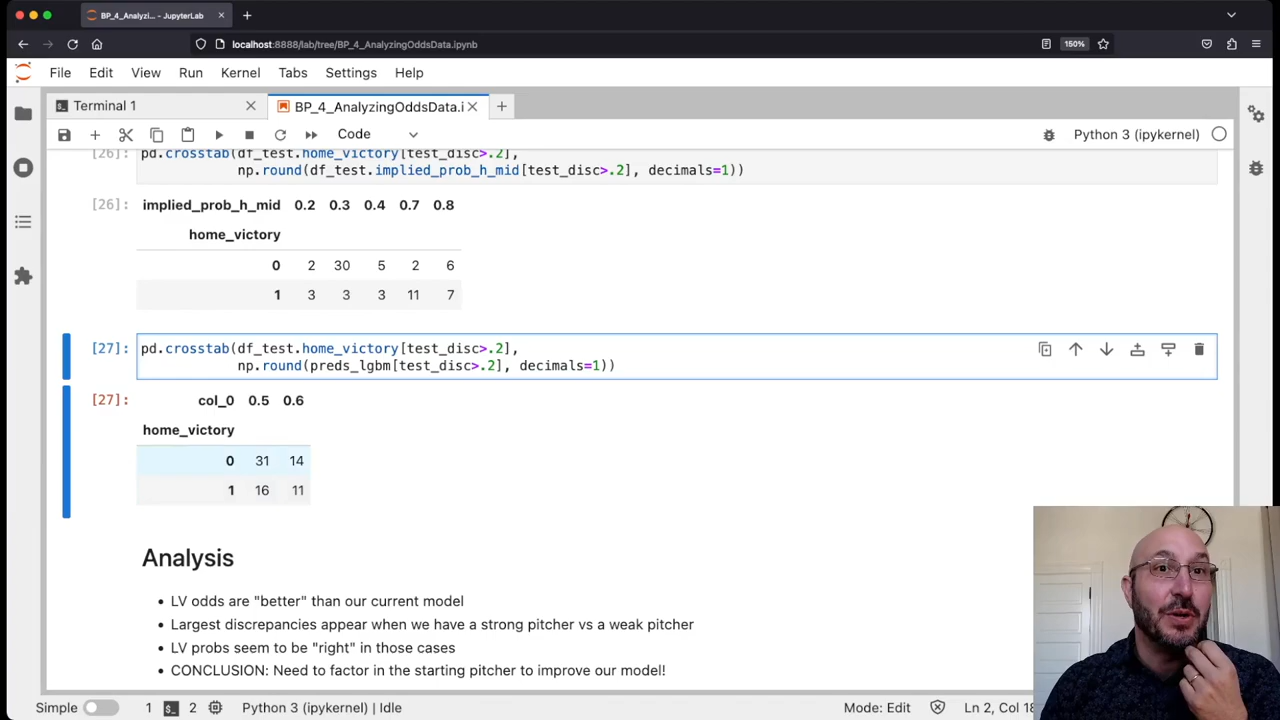 BP_4_Analyzi... - JupyterLab
localhost:8888/lab/tree/BP_4_AnalyzingOddsData.ipynb
150%
File Edit View Run Kernel Tabs Settings Help
Terminal 1
BP_4_AnalyzingOddsData.i
Code
Python 3 (ipykernel)
[26]: pd.crosstab(df_test.home_victory[test_disc>.2],
np.round(df_test.implied_prob_h_mid[test_disc>.2], decimals=1))
[26]: implied_prob_h_mid 0.2 0.3 0.4 0.7 0.8
home_victory
0 2 30 5 2 6
1 3 3 3 11 7
[27]: pd.crosstab(df_test.home_victory[test_disc>.2],
np.round(preds_lgbm[test_disc>.2], decimals=1))
[27]: col_0 0.5 0.6
home_victory
0 31 14
1 16 11
Analysis
• LV odds are "better" than our current model
• Largest discrepancies appear when we have a strong pitcher vs a weak pitcher
• LV probs seem to be "right" in those cases
• CONCLUSION: Need to factor in the starting pitcher to improve our model!
Simple 1 2 Python 3 (ipykernel) | Idle Mode: Edit Ln 2, Col